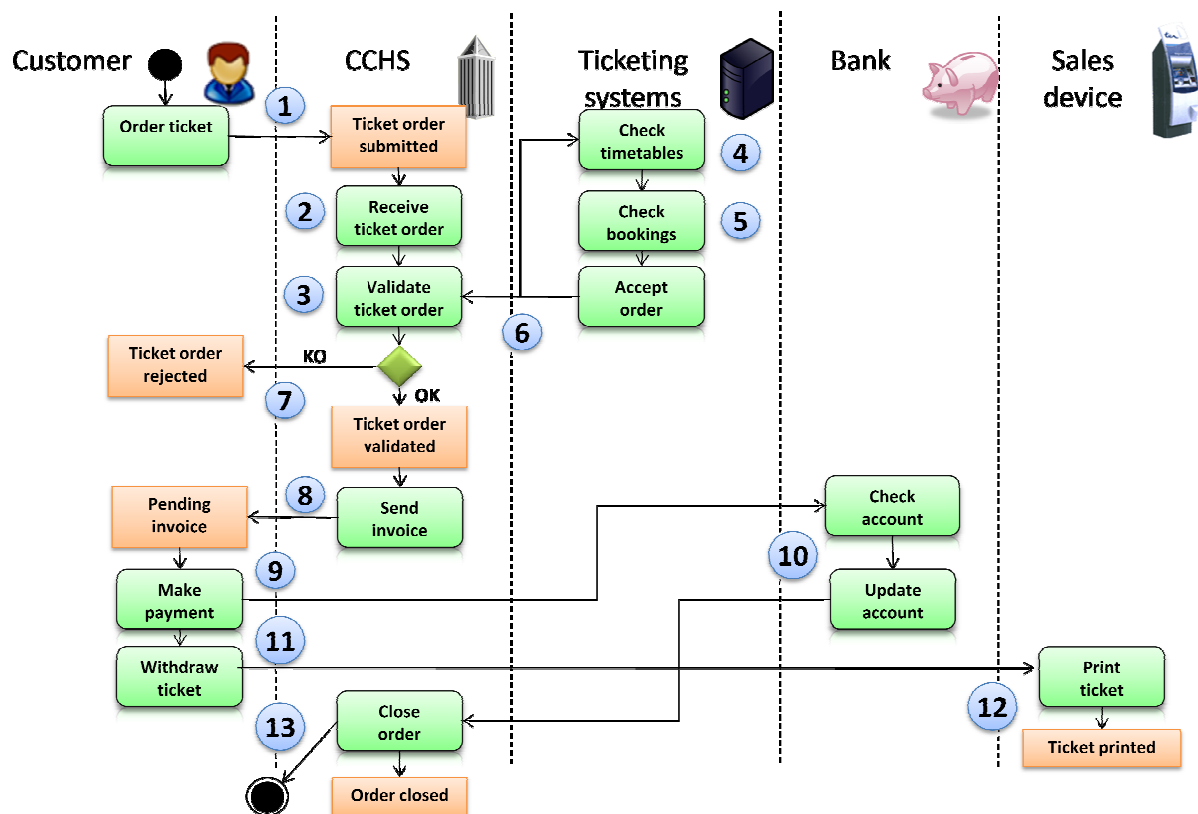 Customer
CCHS
Ticketing
systems
Bank
Sales
device
1
Order ticket
Ticket order
submitted
Check
timetables
4
2
Receive
ticket order
Check
bookings
5
3
Validate
ticket order
Accept
order
6
Ticket order
rejected
KO
7
OK
Ticket order
validated
Pending
invoice
8
Send
invoice
Check
account
9
10
Make
payment
Update
account
11
Withdraw
ticket
Print
ticket
12
13
Close
order
Ticket printed
Order closed